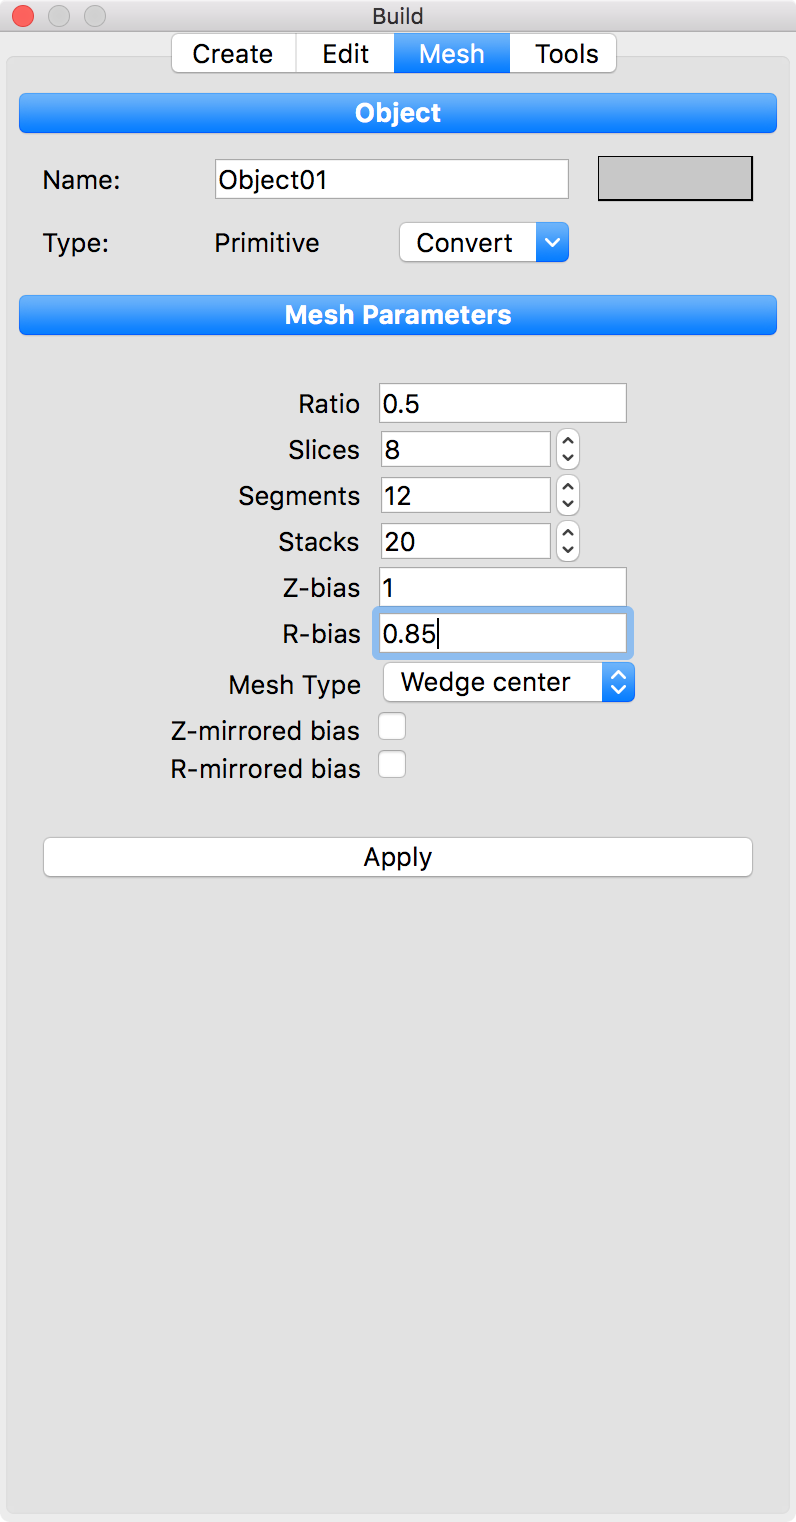 Build
Create Edit Mesh Tools
Object
Name: Object01
Type: Primitive Convert
Mesh Parameters
Ratio 0.5
Slices 8
Segments 12
Stacks 20
Z-bias 1
R-bias 0.85
Mesh Type Wedge center
Z-mirrored bias
R-mirrored bias
Apply